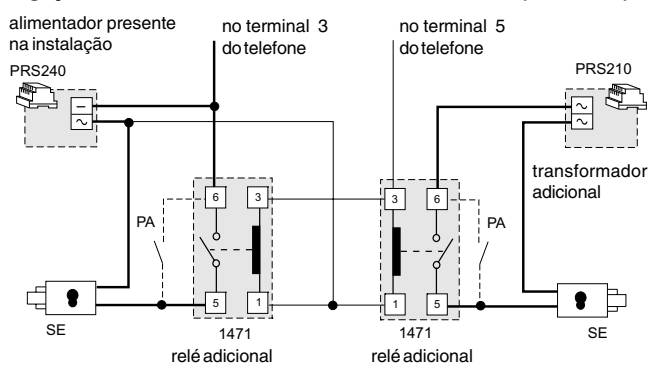 alimentador presente
na instalação
no terminal 3
do telefone
no terminal 5
do telefone
PRS240
PRS210
–
~
~
~
transformador
adicional
6
3
3
6
PA
PA
5
1
1
5
SE
1471
relé adicional
1471
relé adicional
SE